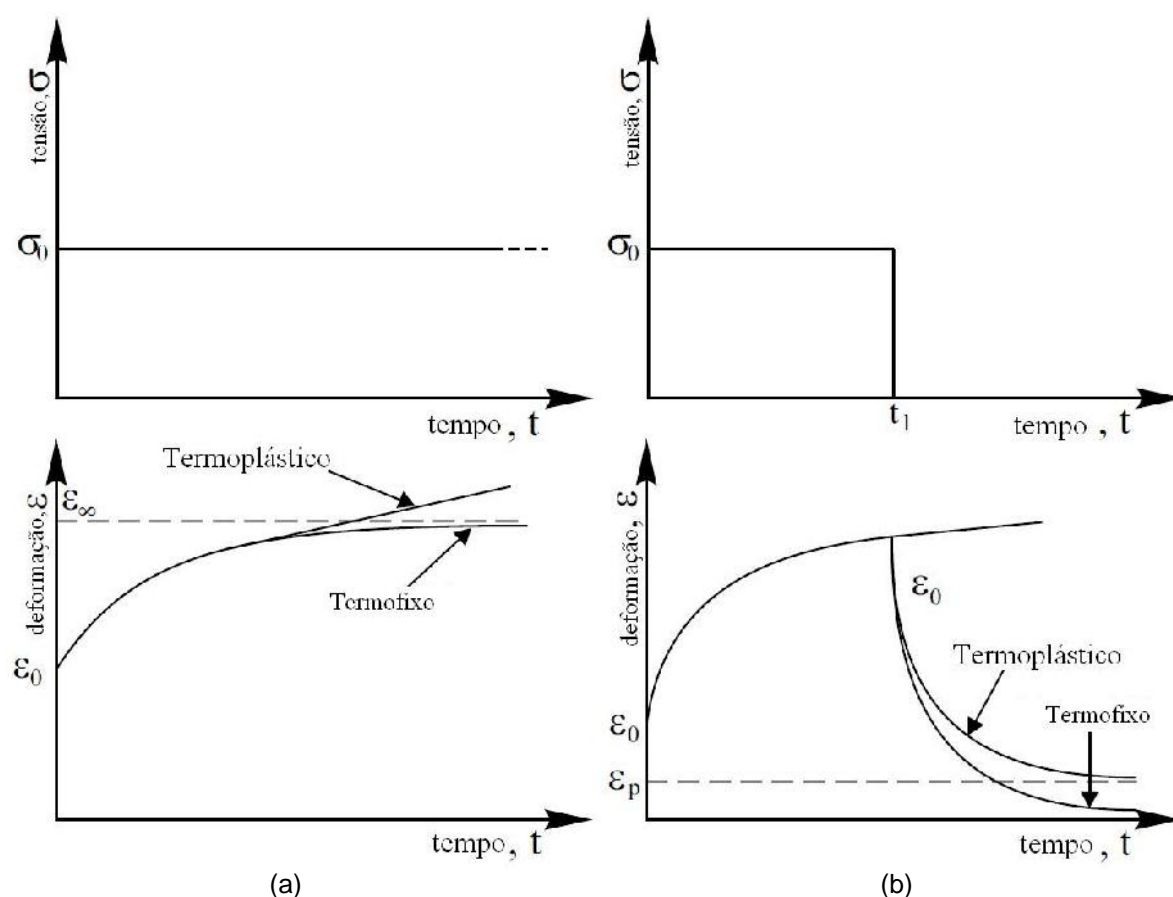 tensão, σ
σ₀
tempo, t
tensão, σ
σ₀
t₁
tempo, t
deformação, ε
ε∞
Termoplástico
Termofixo
ε₀
tempo, t
(a)
deformação, ε
ε₀
Termoplástico
Termofixo
ε₀
εₚ
tempo, t
(b)